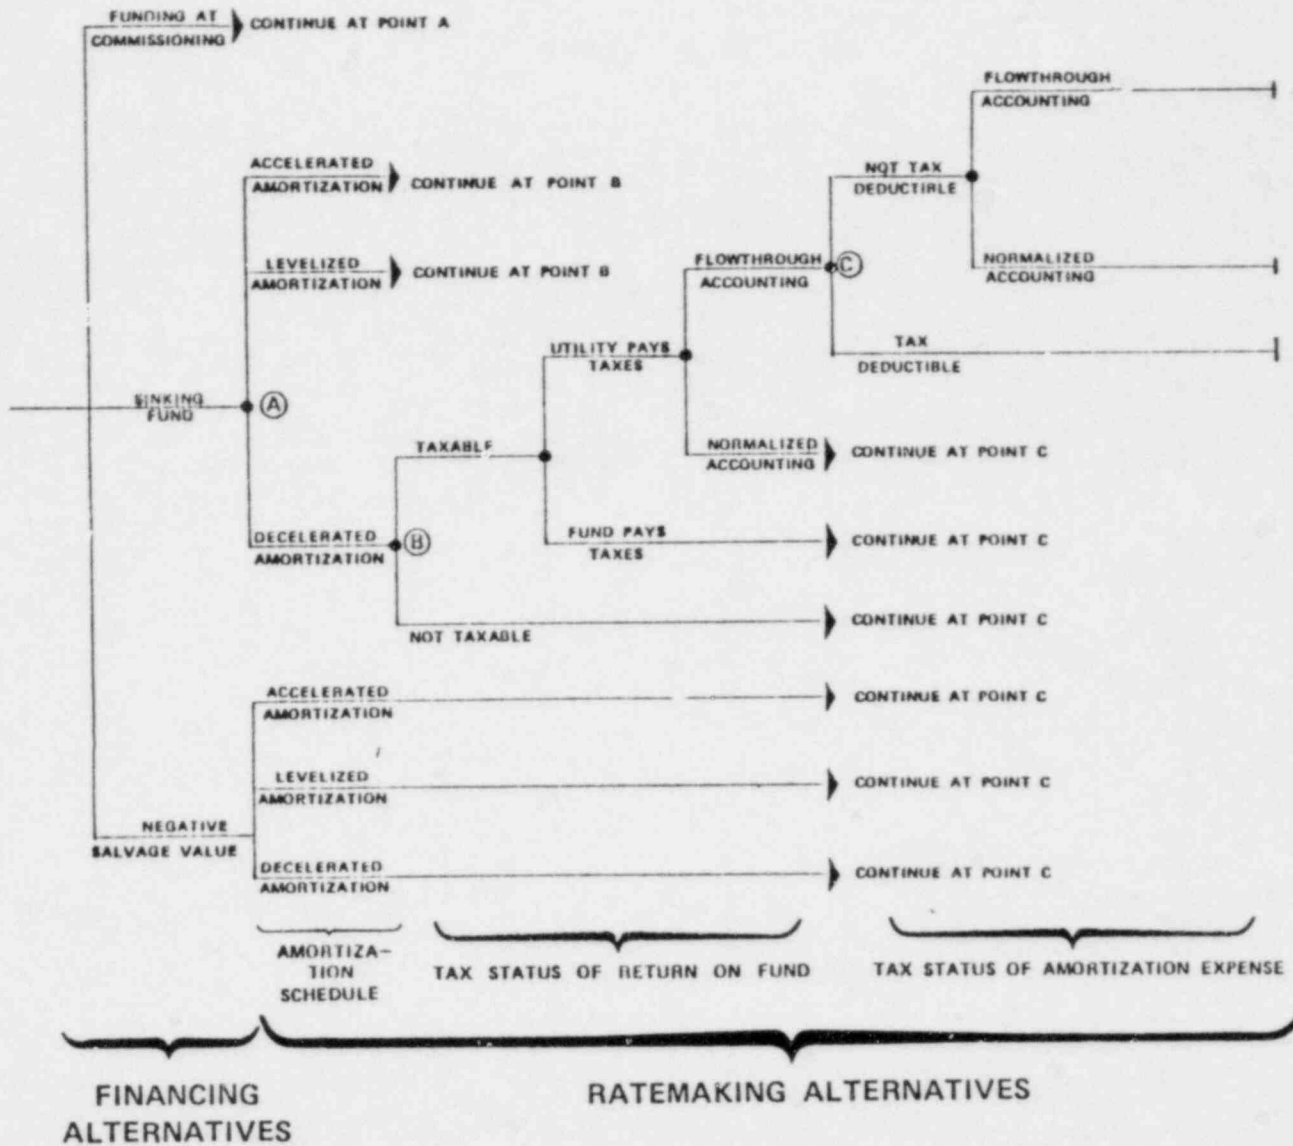 FUNDING AT
COMMISSIONING
CONTINUE AT POINT A
FLOWTHROUGH
ACCOUNTING
ACCELERATED
AMORTIZATION
CONTINUE AT POINT B
NOT TAX
DEDUCTIBLE
LEVELIZED
AMORTIZATION
CONTINUE AT POINT B
FLOWTHROUGH
ACCOUNTING
C
NORMALIZED
ACCOUNTING
UTILITY PAYS
TAXES
TAX
DEDUCTIBLE
SINKING
FUND
A
TAXABLE
NORMALIZED
ACCOUNTING
CONTINUE AT POINT C
DECELERATED
AMORTIZATION
B
FUND PAYS
TAXES
CONTINUE AT POINT C
NOT TAXABLE
CONTINUE AT POINT C
ACCELERATED
AMORTIZATION
CONTINUE AT POINT C
LEVELIZED
AMORTIZATION
CONTINUE AT POINT C
NEGATIVE
SALVAGE VALUE
DECELERATED
AMORTIZATION
CONTINUE AT POINT C
AMORTIZA-
TION
SCHEDULE
TAX STATUS OF RETURN ON FUND
TAX STATUS OF AMORTIZATION EXPENSE
FINANCING
ALTERNATIVES
RATEMAKING ALTERNATIVES